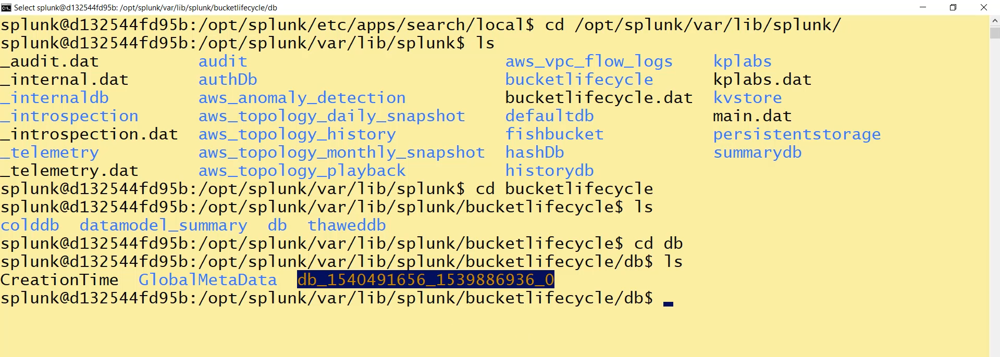 Select splunk@d132544fd95b: /opt/splunk/var/lib/splunk/bucketlifecycle/db
splunk@d132544fd95b:/opt/splunk/etc/apps/search/local$ cd /opt/splunk/var/lib/splunk/
splunk@d132544fd95b:/opt/splunk/var/lib/splunk$ ls
_audit.dat audit aws_vpc_flow_logs kplabs
_internal.dat authDb bucketlifecycle kplabs.dat
_internaldb aws_anomaly_detection bucketlifecycle.dat kvstore
_introspection aws_topology_daily_snapshot defaultdb main.dat
_introspection.dat aws_topology_history fishbucket persistentstorage
_telemetry aws_topology_monthly_snapshot hashDb summarydb
_telemetry.dat aws_topology_playback historydb
splunk@d132544fd95b:/opt/splunk/var/lib/splunk$ cd bucketlifecycle
splunk@d132544fd95b:/opt/splunk/var/lib/splunk/bucketlifecycle$ ls
colddb datamodel_summary db thaweddb
splunk@d132544fd95b:/opt/splunk/var/lib/splunk/bucketlifecycle$ cd db
splunk@d132544fd95b:/opt/splunk/var/lib/splunk/bucketlifecycle/db$ ls
CreationTime GlobalMetaData db_1540491656_1539886936_0
splunk@d132544fd95b:/opt/splunk/var/lib/splunk/bucketlifecycle/db$